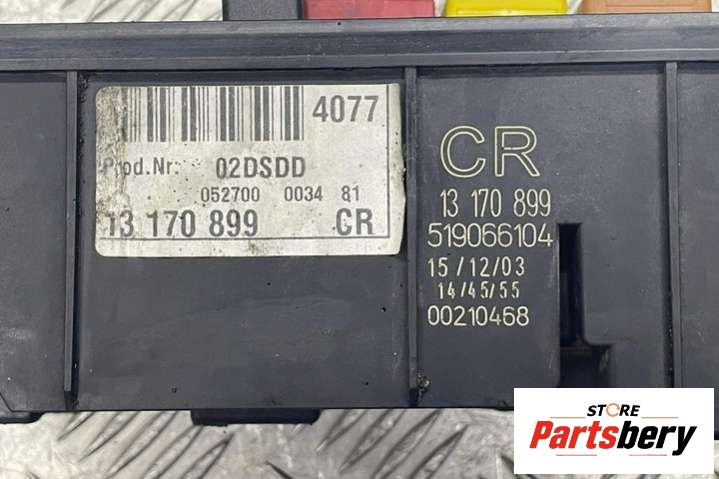 4077
Prod.Nr: 02DSDD
052700 0034 81
13 170 899 CR
CR
13 170 899
519066104
15/12/03
14/45/55
00210468
STORE
Partsbery